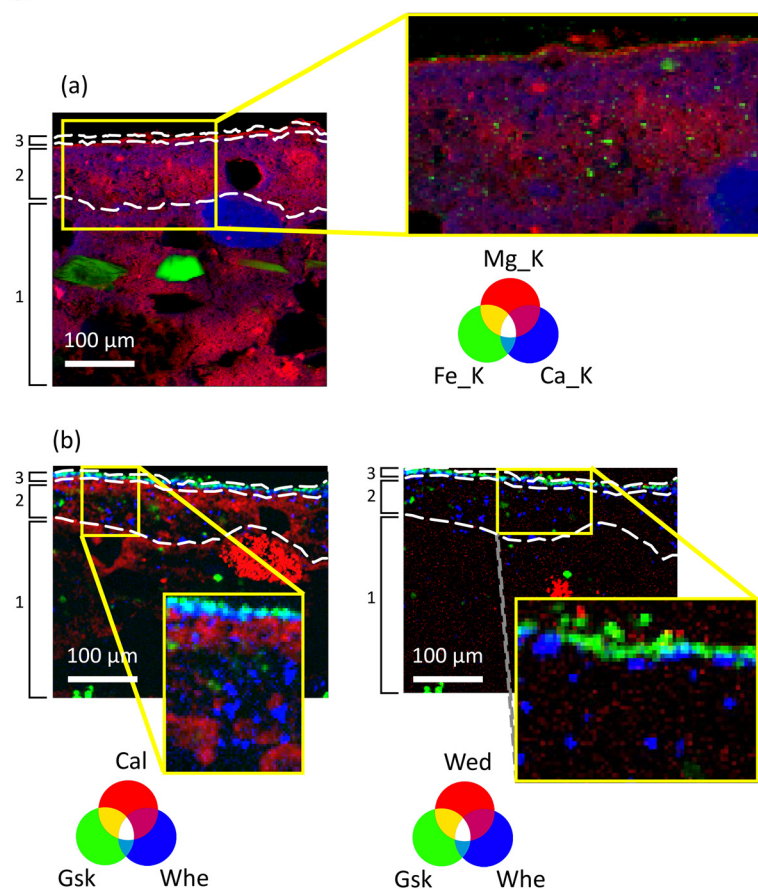 (a)
3
2
1
100 µm
Mg_K
Fe_K
Ca_K
(b)
3
2
1
100 µm
3
2
1
100 µm
Cal
Gsk
Whe
Wed
Gsk
Whe